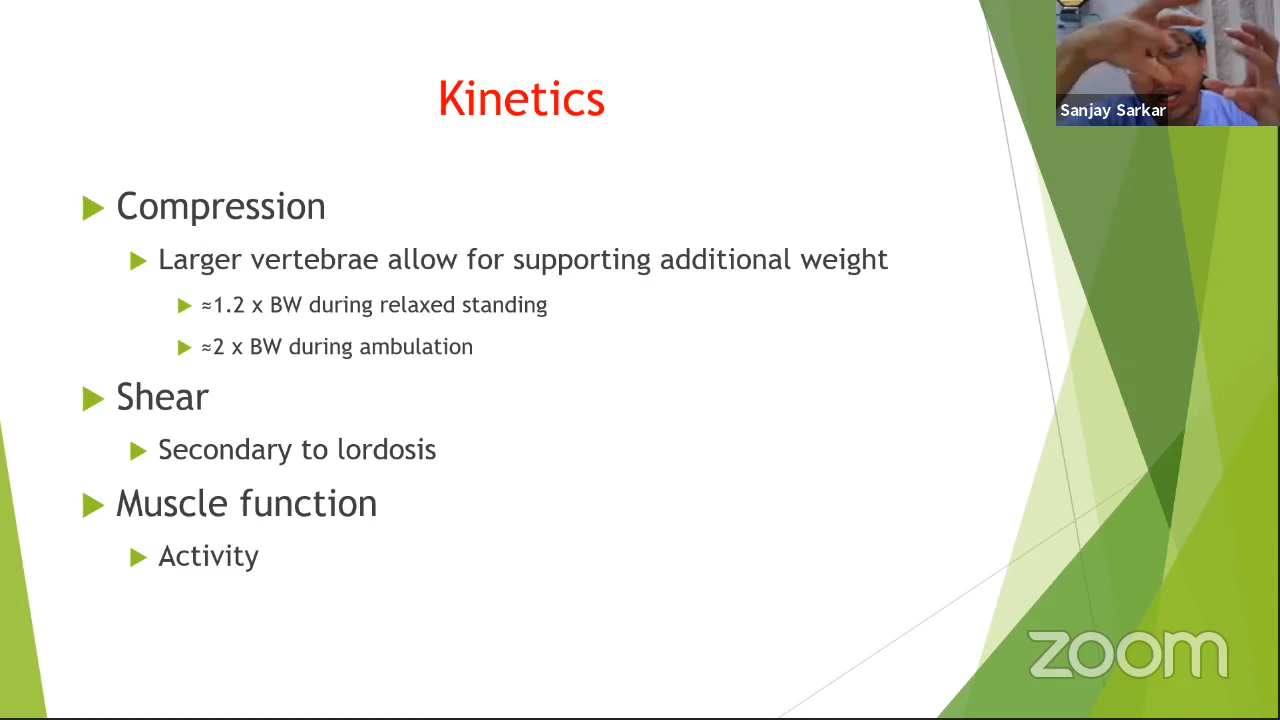 Kinetics
Sanjay Sarkar
Compression
Larger vertebrae allow for supporting additional weight
≈1.2 x BW during relaxed standing
≈2 x BW during ambulation
Shear
Secondary to lordosis
Muscle function
Activity
zoom